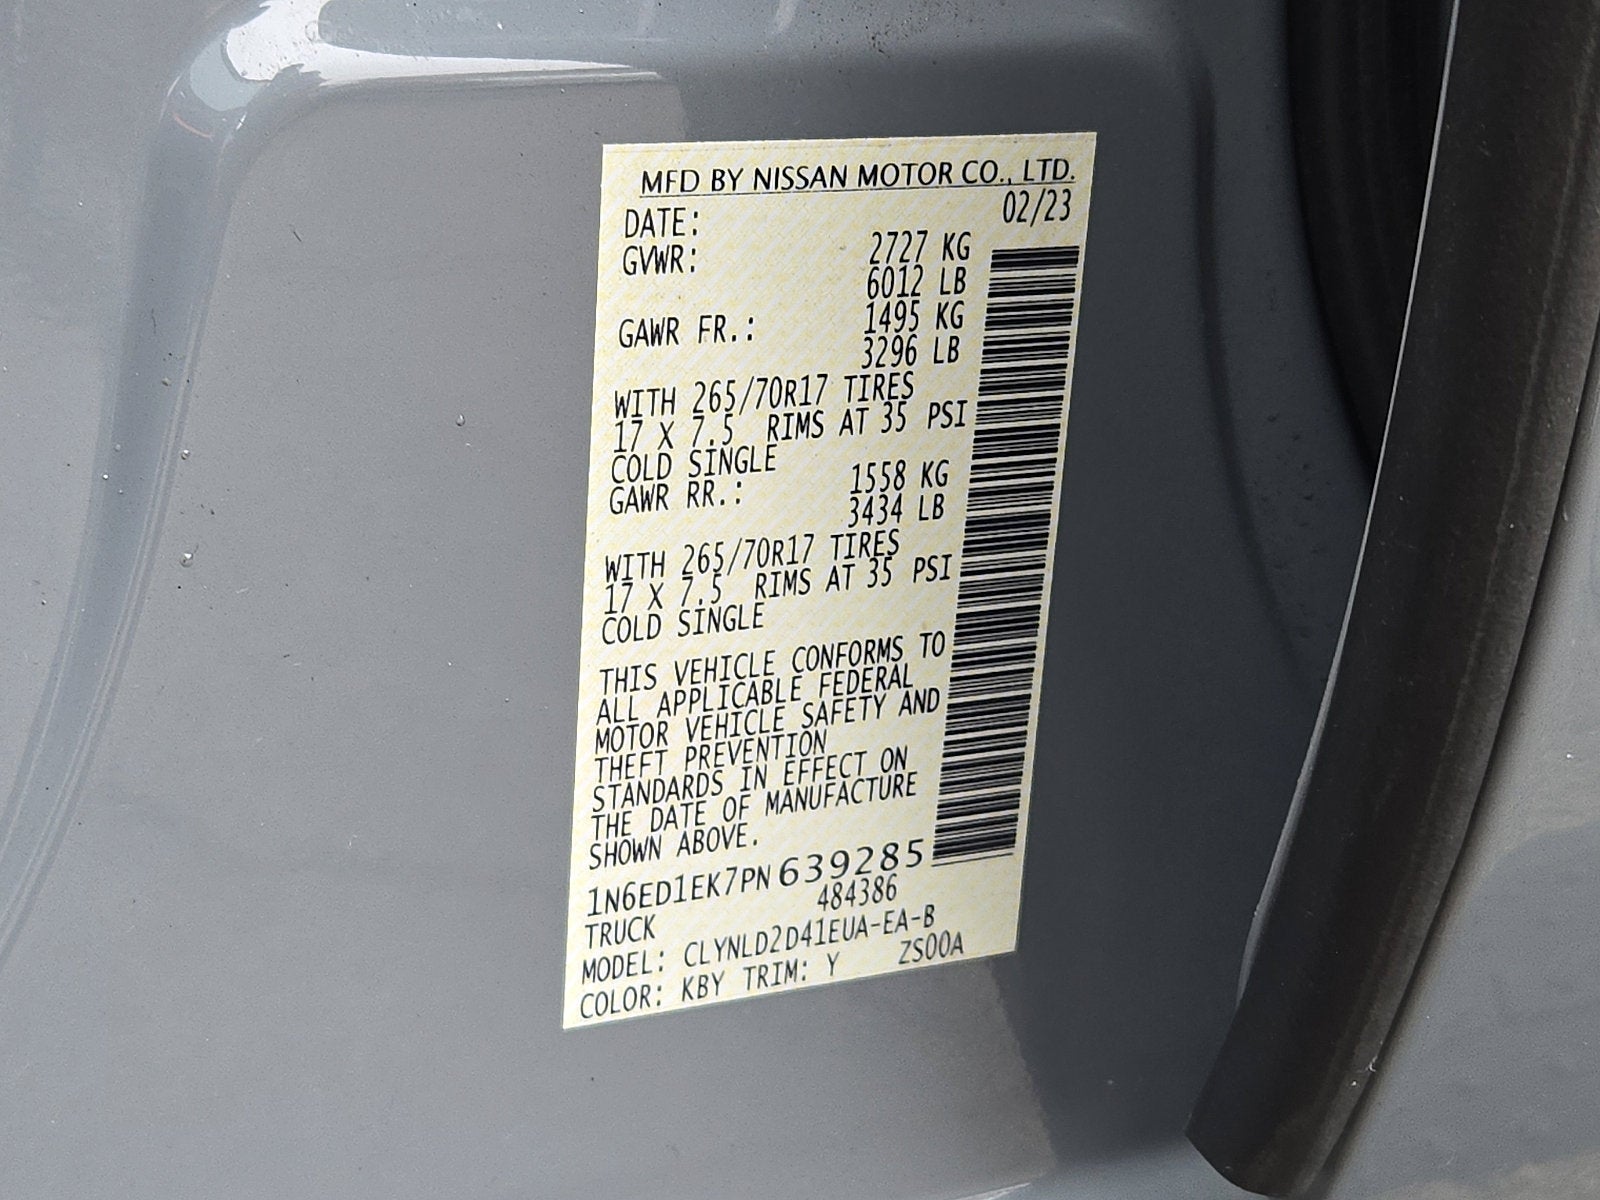 MFD BY NISSAN MOTOR CO., LTD.
DATE: 02/23
GVWR: 2727 KG
6012 LB
GAWR FR.: 1495 KG
3296 LB
WITH 265/70R17 TIRES
17 X 7.5 RIMS AT 35 PSI
COLD SINGLE
GAWR RR.: 1558 KG
3434 LB
WITH 265/70R17 TIRES
17 X 7.5 RIMS AT 35 PSI
COLD SINGLE
THIS VEHICLE CONFORMS TO
ALL APPLICABLE FEDERAL
MOTOR VEHICLE SAFETY AND
THEFT PREVENTION
STANDARDS IN EFFECT ON
THE DATE OF MANUFACTURE
SHOWN ABOVE.
1N6ED1EK7PN639285
TRUCK 484386
MODEL: CLYNLD2D41EUA-EA-B
COLOR: KBY TRIM: Y ZS00A